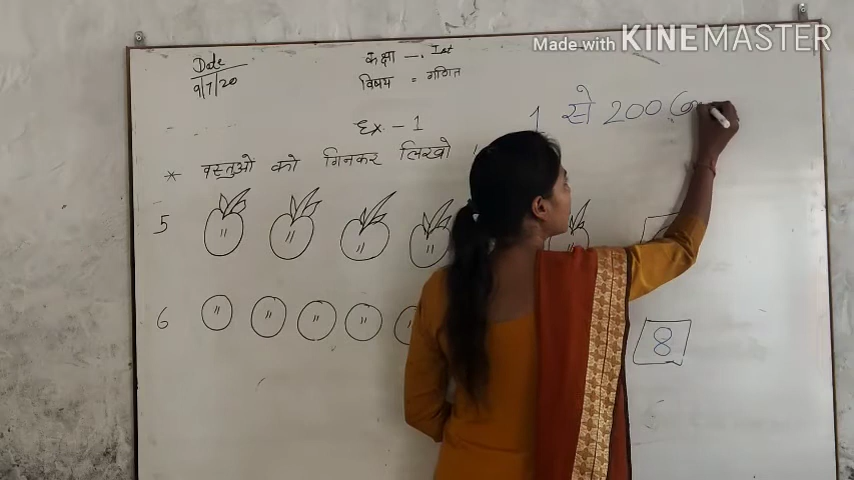 Made with KINEMASTER
Date
9/7/20
कक्षा — Ist
विषय = गणित
Ex - 1
1 से 200
* वस्तुओ को गिनकर लिखो ।
5
6
8